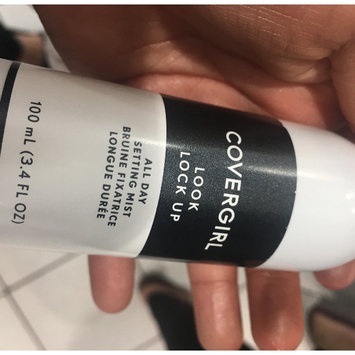 COVERGIRL
LOOK
LOCK UP
ALL DAY
SETTING MIST
BRUINE FIXATRICE
LONGUE DURÉE
100 mL (3.4 FL OZ)